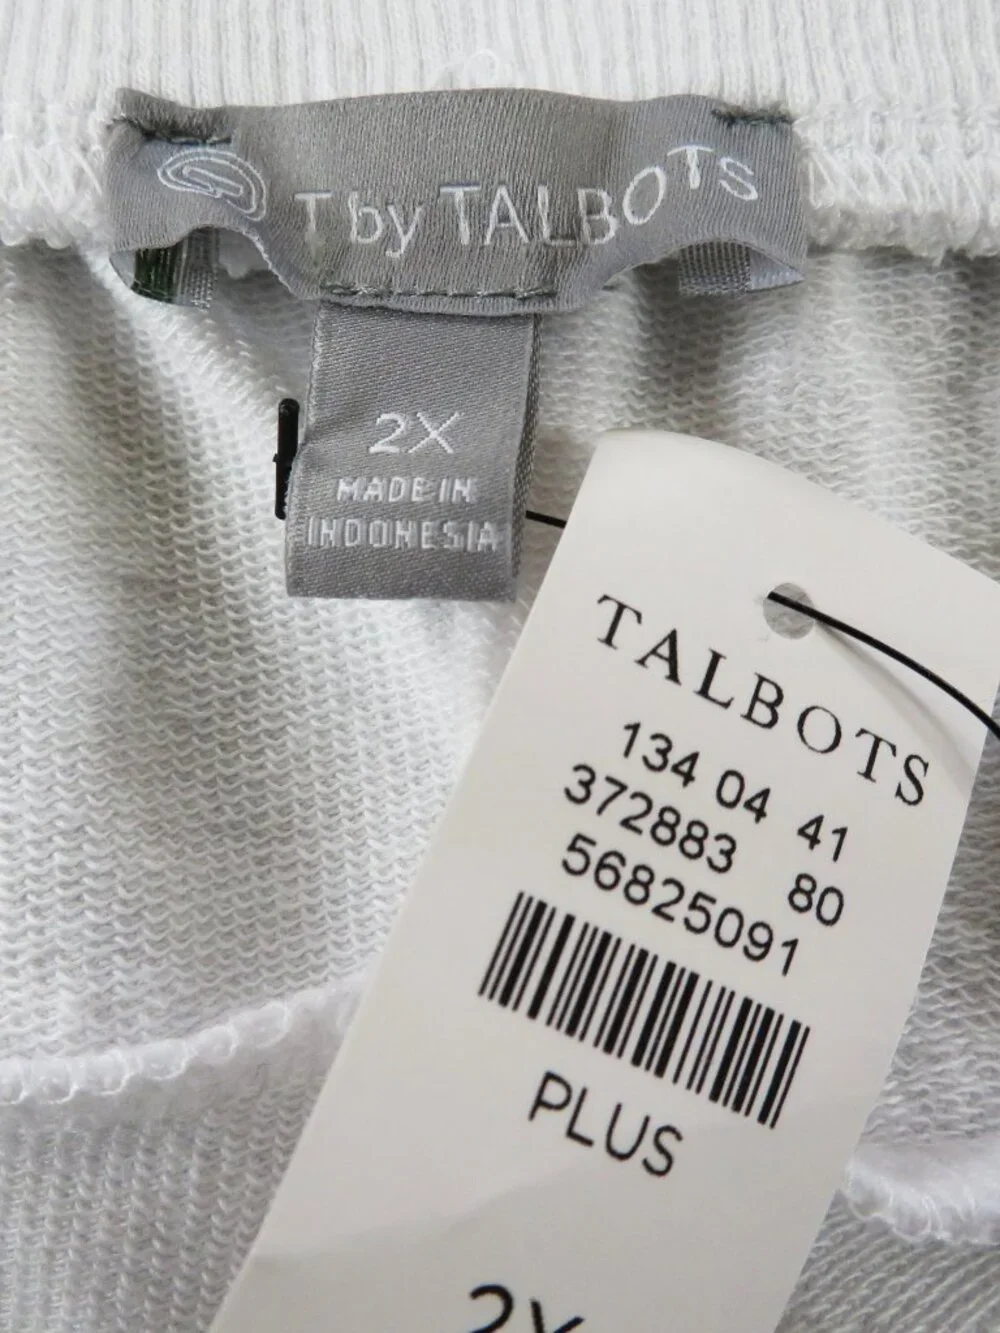 T by TALBOTS
2X
MADE IN
INDONESIA
TALBOTS
134 04 41
372883 80
56825091
PLUS
2X